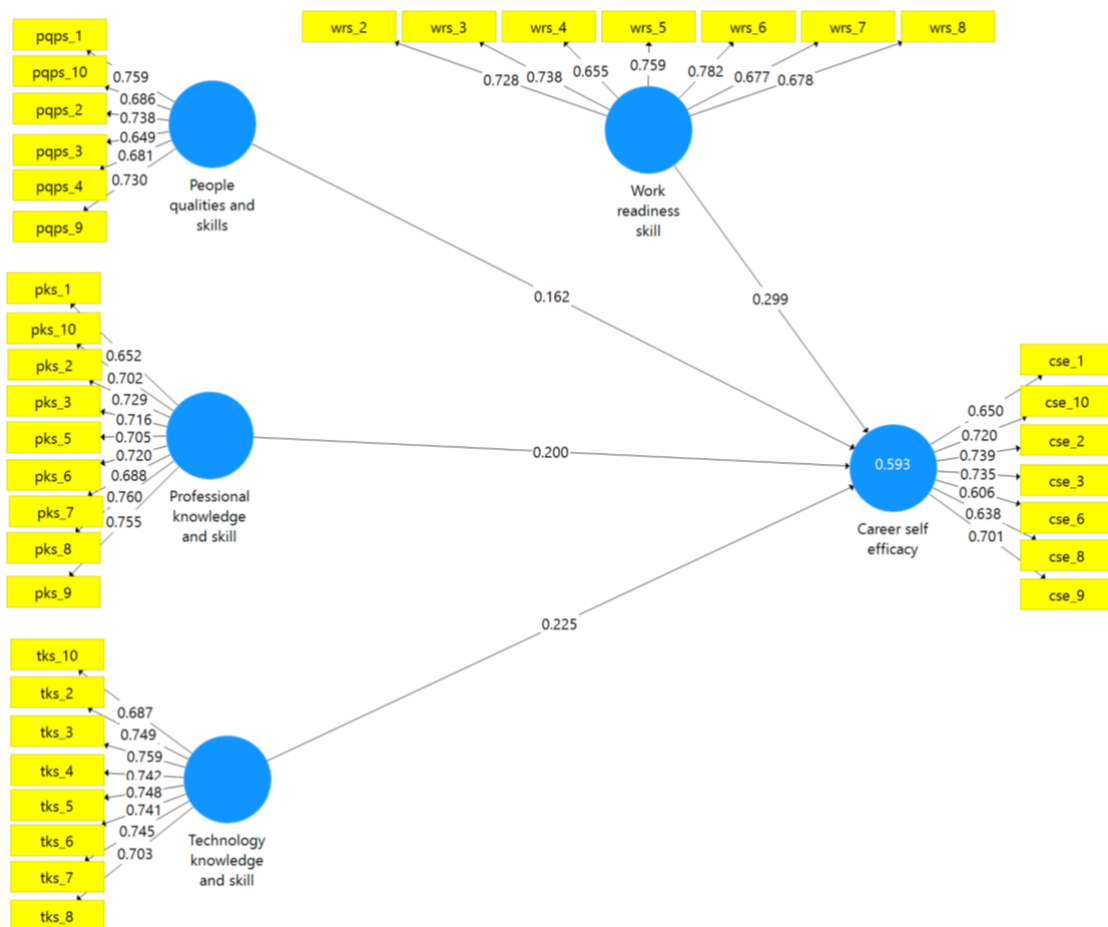 wrs_2
wrs_3
wrs_4
wrs_5
wrs_6
wrs_7
wrs_8
0.728
0.738
0.655
0.759
0.782
0.677
0.678
Work
readiness
skill
pqps_1
pqps_10
pqps_2
pqps_3
pqps_4
pqps_9
0.759
0.686
0.738
0.649
0.681
0.730
People
qualities and
skills
0.162
0.299
pks_1
pks_10
pks_2
pks_3
pks_5
pks_6
pks_7
pks_8
pks_9
0.652
0.702
0.729
0.716
0.705
0.720
0.688
0.760
0.755
Professional
knowledge
and skill
0.200
0.593
Career self
efficacy
0.650
0.720
0.739
0.735
0.606
0.638
0.701
cse_1
cse_10
cse_2
cse_3
cse_6
cse_8
cse_9
0.225
tks_10
tks_2
tks_3
tks_4
tks_5
tks_6
tks_7
tks_8
0.687
0.749
0.759
0.742
0.748
0.741
0.745
0.703
Technology
knowledge
and skill